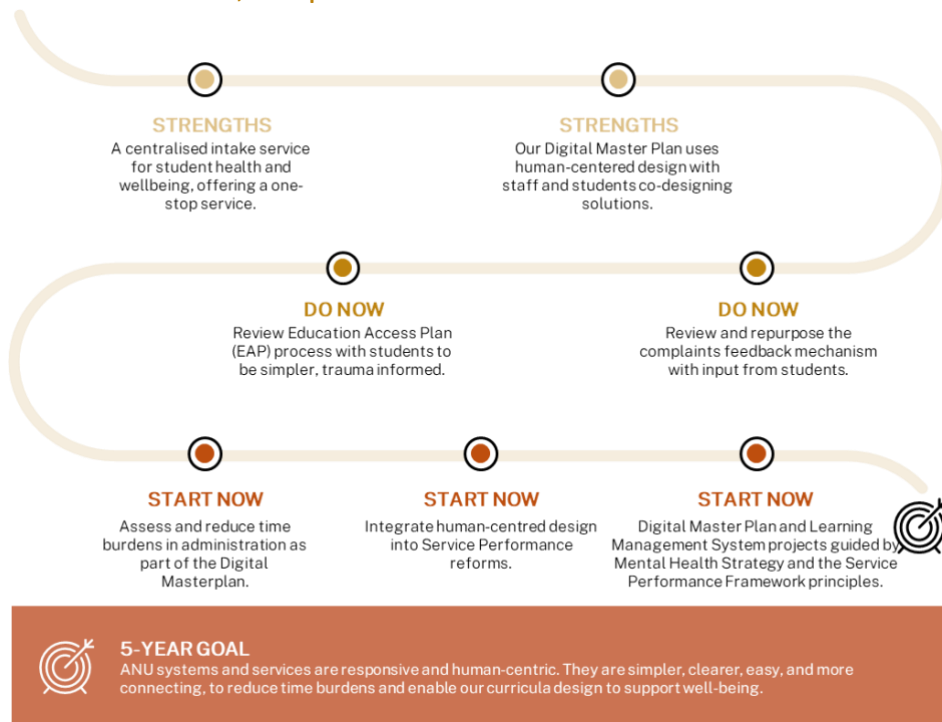 STRENGTHS
A centralised intake service
for student health and
wellbeing, offering a one-
stop service.
STRENGTHS
Our Digital Master Plan uses
human-centered design with
staff and students co-designing
solutions.
DO NOW
Review Education Access Plan
(EAP) process with students to
be simpler, trauma informed.
DO NOW
Review and repurpose the
complaints feedback mechanism
with input from students.
START NOW
Assess and reduce time
burdens in administration as
part of the Digital
Masterplan.
START NOW
Integrate human-centred design
into Service Performance
reforms.
START NOW
Digital Master Plan and Learning
Management System projects guided by
Mental Health Strategy and the Service
Performance Framework principles.
5-YEAR GOAL
ANU systems and services are responsive and human-centric. They are simpler, clearer, easy, and more
connecting, to reduce time burdens and enable our curricula design to support well-being.